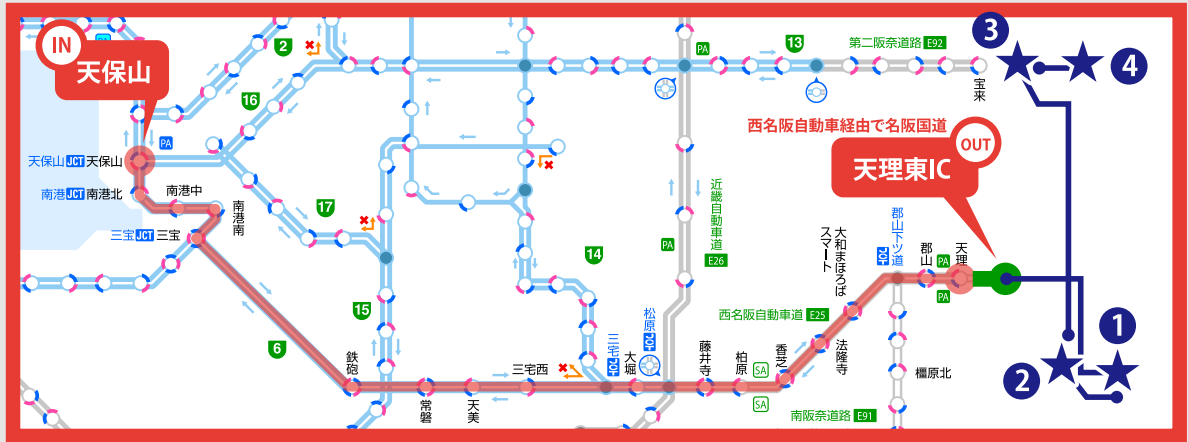 IN
天保山
2
16
PA
13
第二阪奈道路 E92
宝来
3
4
PA
西名阪自動車経由で名阪国道
OUT
天理東IC
天保山JCT 天保山
南港JCT 南港北
南港中
南港南
三宝JCT 三宝
17
近畿自動車道
E26
PA
14
15
6
鉄砲
常磐
天美
三宅西
三宅JCT
大堀
松原JCT
藤井寺
柏原
SA
SA
香芝
法隆寺
西名阪自動車道 E25
大和まほろばスマート
郡山下ツ道JCT
郡山
PA
PA
天理
橿原北
南阪奈道路 E91
1
2